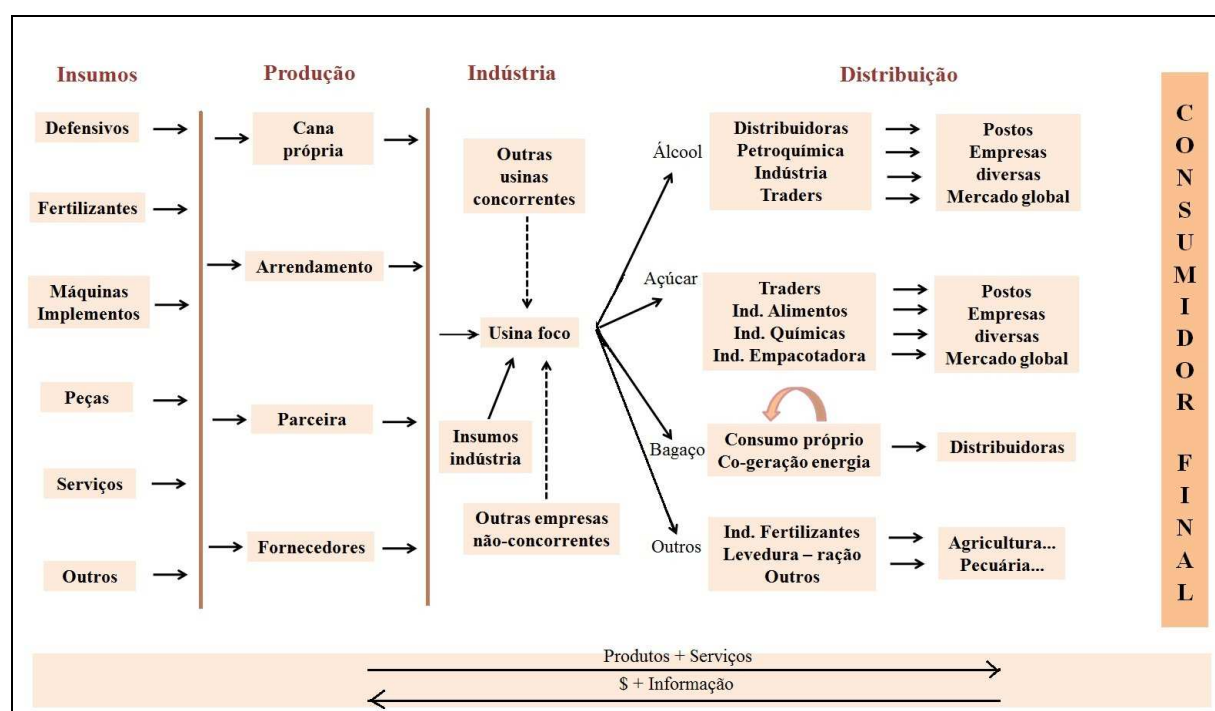 Insumos
Produção
Indústria
Distribuição
Defensivos
Fertilizantes
Máquinas
Implementos
Peças
Serviços
Outros
Cana
própria
Arrendamento
Parceira
Fornecedores
Outras
usinas
concorrentes
Usina foco
Insumos
indústria
Outras empresas
não-concorrentes
Álcool
Distribuidoras
Petroquímica
Indústria
Traders
Postos
Empresas
diversas
Mercado global
Açúcar
Traders
Ind. Alimentos
Ind. Químicas
Ind. Empacotadora
Postos
Empresas
diversas
Mercado global
Bagaço
Consumo próprio
Co-geração energia
Distribuidoras
Outros
Ind. Fertilizantes
Levedura – ração
Outros
Agricultura...
Pecuária...
CONSUMIDOR FINAL
Produtos + Serviços
$ + Informação